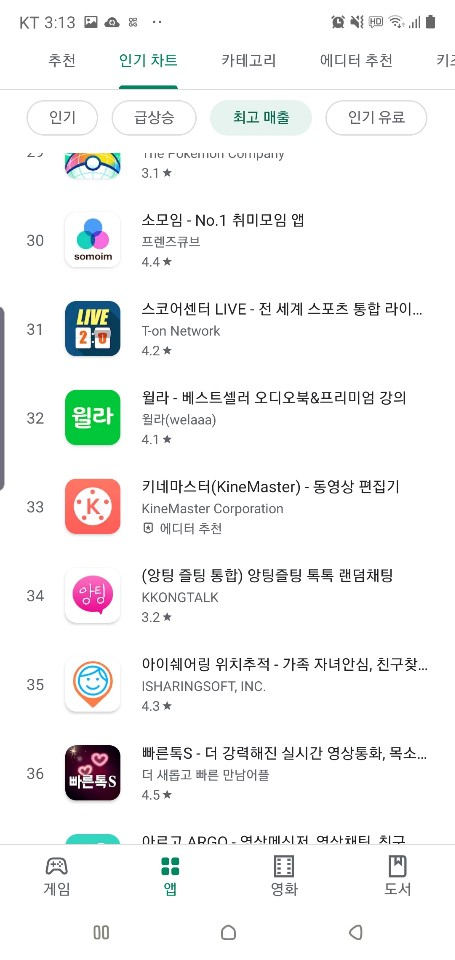 KT 3:13
HD
추천 인기 차트 카테고리 에디터 추천 키즈
인기 급상승 최고 매출 인기 유료
29
The Pokémon Company
3.1★
30
somoim
소모임 - No.1 취미모임 앱
프렌즈큐브
4.4★
31
LIVE
2:0
스코어센터 LIVE - 전 세계 스포츠 통합 라이...
T-on Network
4.2★
32
윌라
윌라 - 베스트셀러 오디오북&프리미엄 강의
윌라(welaaa)
4.1★
33
K
키네마스터(KineMaster) - 동영상 편집기
KineMaster Corporation
에디터 추천
34
앙팅
(앙팅 즐팅 통합) 앙팅즐팅 톡톡 랜덤채팅
KKONGTALK
3.2★
35
아이쉐어링 위치추적 - 가족 자녀안심, 친구찾...
ISHARINGSOFT, INC.
4.3★
36
빠른톡S
빠른톡S - 더 강력해진 실시간 영상통화, 목소...
더 새롭고 빠른 만남어플
4.5★
아르고 ARGO - 영상메신저, 영상채팅, 친구
게임 앱 영화 도서